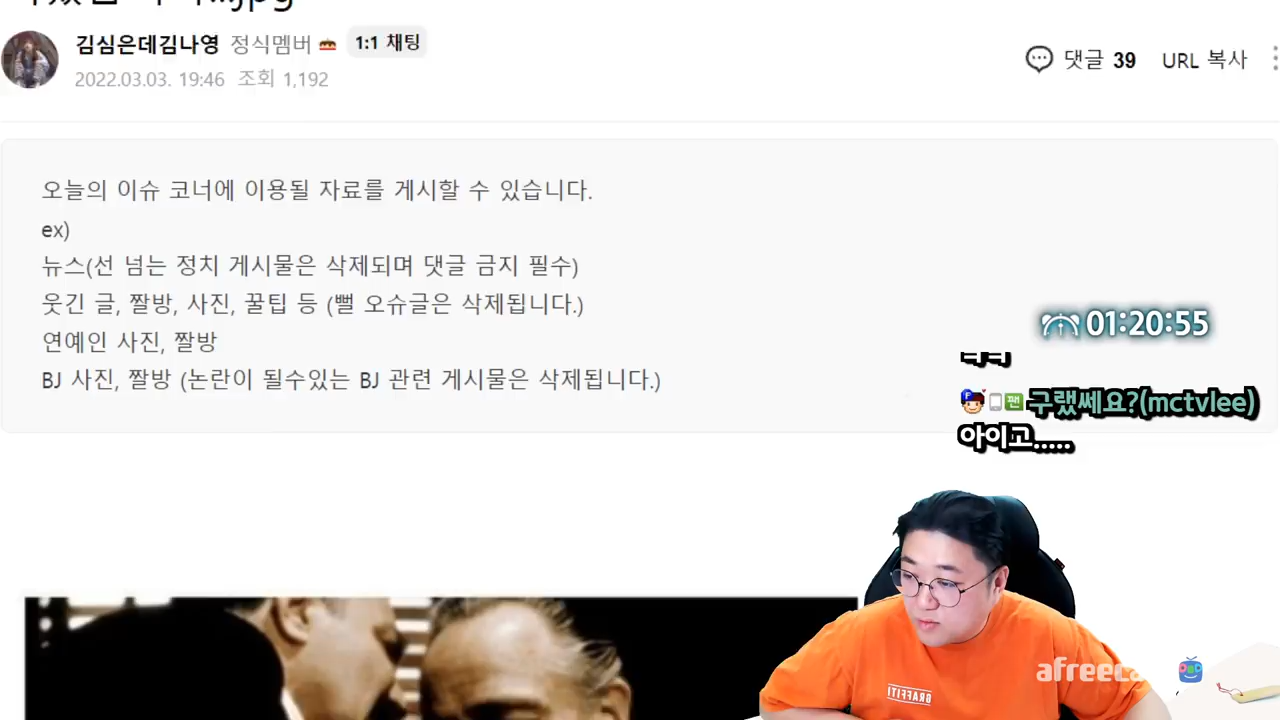 김심은데김나영 정식멤버 1:1 채팅
2022.03.03. 19:46 조회 1,192
댓글 39 URL 복사
오늘의 이슈 코너에 이용될 자료를 게시할 수 있습니다.
ex)
뉴스(선 넘는 정치 게시물은 삭제되며 댓글 금지 필수)
웃긴 글, 짤방, 사진, 꿀팁 등 (뻘 오슈글은 삭제됩니다.)
연예인 사진, 짤방
BJ 사진, 짤방 (논란이 될수있는 BJ 관련 게시물은 삭제됩니다.)
01:20:55
팬 구랬쎄요?(mctvlee)
아이고.....
GRAFFITI